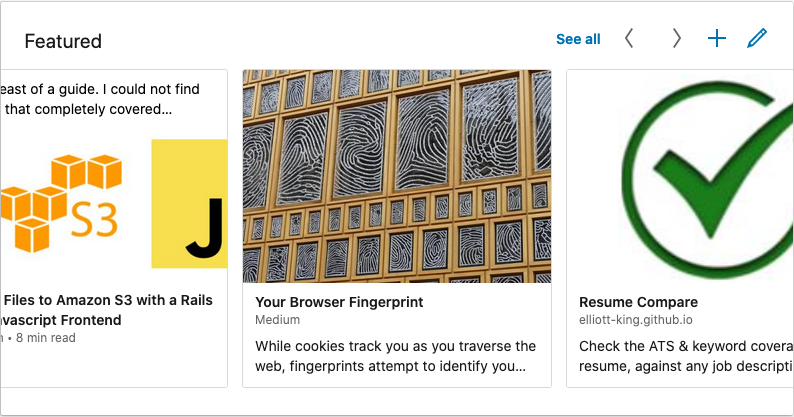 Featured
See all
east of a guide. I could not find
that completely covered...
S3
J
Files to Amazon S3 with a Rails
avascript Frontend
• 8 min read
Your Browser Fingerprint
Medium
While cookies track you as you traverse the
web, fingerprints attempt to identify you...
Resume Compare
elliott-king.github.io
Check the ATS & keyword covera
resume, against any job descripti